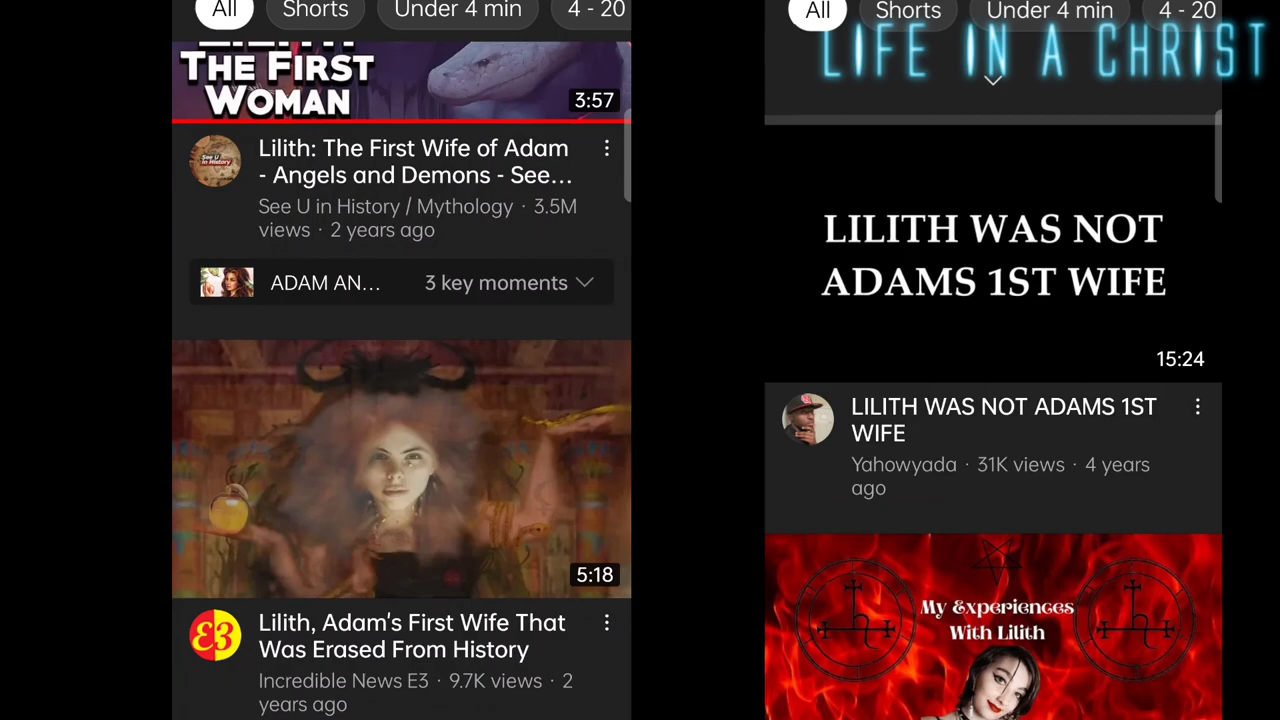 All
Shorts
Under 4 min
4 - 20
THE FIRST
WOMAN
3:57
See U
in History
Lilith: The First Wife of Adam
- Angels and Demons - See...
See U in History / Mythology · 3.5M
views · 2 years ago
ADAM AN...
3 key moments
5:18
E3
Lilith, Adam's First Wife That
Was Erased From History
Incredible News E3 · 9.7K views · 2
years ago
All
Shorts
Under 4 min
4 - 20
LIFE IN A CHRIST
LILITH WAS NOT
ADAMS 1ST WIFE
15:24
LILITH WAS NOT ADAMS 1ST
WIFE
Yahowyada · 31K views · 4 years
ago
My Experiences
With Lilith